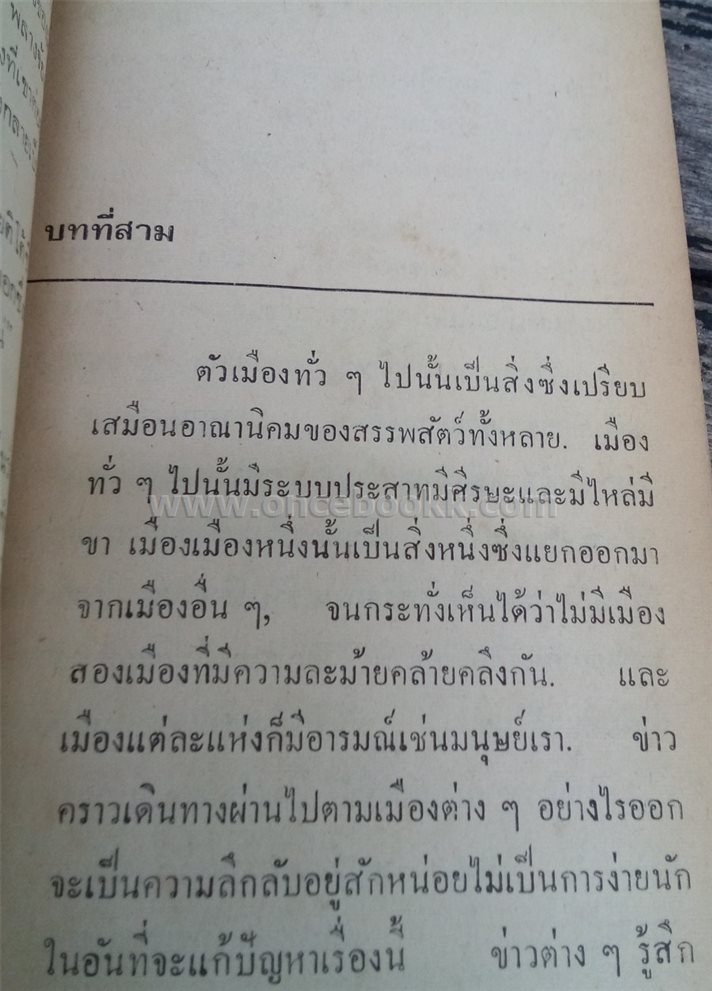 บทที่สาม
ตัวเมืองทั่ว ๆ ไปนั้นเป็นสิ่งซึ่งเปรียบ
เสมือนอาณานิคมของสรรพสัตว์ทั้งหลาย. เมือง
ทั่ว ๆ ไปนั้นมีระบบประสาทมีศีรษะและมีไหล่มี
www.oncebookk.com
ขา เมืองเมืองหนึ่งนั้นเป็นสิ่งหนึ่งซึ่งแยกออกมา
จากเมืองอื่น ๆ, จนกระทั่งเห็นได้ว่าไม่มีเมือง
สองเมืองที่มีความละม้ายคล้ายคลึงกัน. และ
เมืองแต่ละแห่งก็มีอารมณ์เช่นมนุษย์เรา. ข่าว
คราวเดินทางผ่านไปตามเมืองต่าง ๆ อย่างไรออก
จะเป็นความลึกลับอยู่สักหน่อยไม่เป็นการง่ายนัก
ในอันที่จะแก้ปัญหาเรื่องนี้ ข่าวต่าง ๆ รู้สึก